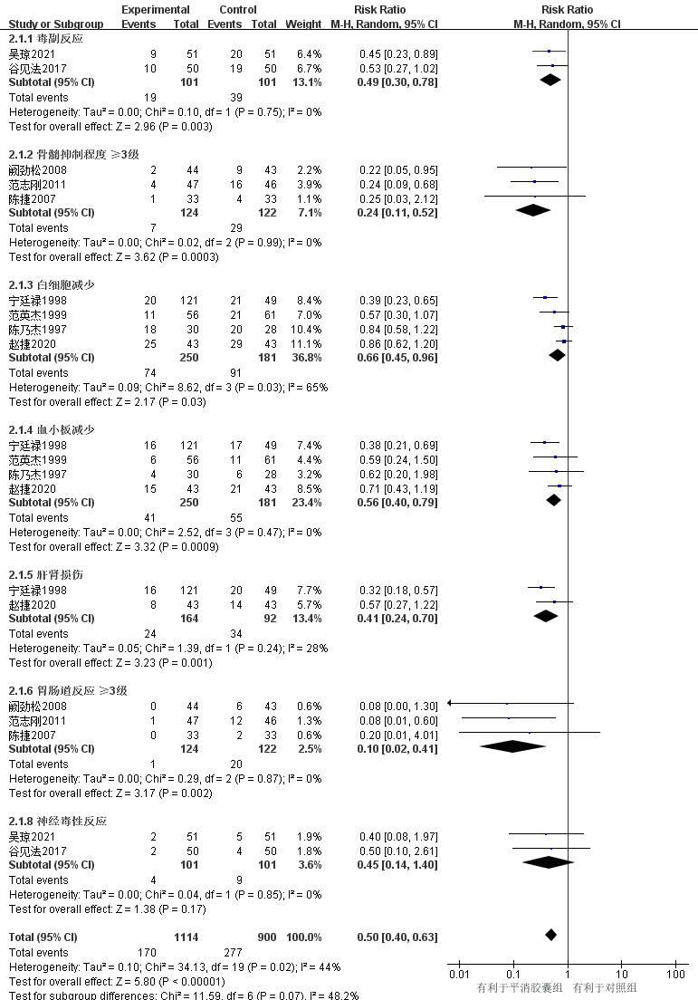 Experimental Control Risk Ratio Risk Ratio
Study or Subgroup Events Total Events Total Weight M-H, Random, 95% CI M-H, Random, 95% CI
2.1.1 毒副反应
吴琼2021 9 51 20 51 6.4% 0.45 [0.23, 0.89]
谷见法2017 10 50 19 50 6.7% 0.53 [0.27, 1.02]
Subtotal (95% CI) 101 101 13.1% 0.49 [0.30, 0.78]
Total events 19 39
Heterogeneity: Tau² = 0.00; Chi² = 0.10, df = 1 (P = 0.75); I² = 0%
Test for overall effect: Z = 2.96 (P = 0.003)
2.1.2 骨髓抑制程度 ≥3级
阙劲松2008 2 44 9 43 2.2% 0.22 [0.05, 0.95]
范志刚2011 4 47 16 46 3.9% 0.24 [0.09, 0.68]
陈捷2007 1 33 4 33 1.1% 0.25 [0.03, 2.12]
Subtotal (95% CI) 124 122 7.1% 0.24 [0.11, 0.52]
Total events 7 29
Heterogeneity: Tau² = 0.00; Chi² = 0.02, df = 2 (P = 0.99); I² = 0%
Test for overall effect: Z = 3.62 (P = 0.0003)
2.1.3 白细胞减少
宁廷禄1998 20 121 21 49 8.4% 0.39 [0.23, 0.65]
范英杰1999 11 56 21 61 7.0% 0.57 [0.30, 1.07]
陈乃杰1997 18 30 20 28 10.4% 0.84 [0.58, 1.22]
赵捷2020 25 43 29 43 11.1% 0.86 [0.62, 1.20]
Subtotal (95% CI) 250 181 36.8% 0.66 [0.45, 0.96]
Total events 74 91
Heterogeneity: Tau² = 0.09; Chi² = 8.62, df = 3 (P = 0.03); I² = 65%
Test for overall effect: Z = 2.17 (P = 0.03)
2.1.4 血小板减少
宁廷禄1998 16 121 17 49 7.4% 0.38 [0.21, 0.69]
范英杰1999 6 56 11 61 4.4% 0.59 [0.24, 1.50]
陈乃杰1997 4 30 6 28 3.2% 0.62 [0.20, 1.98]
赵捷2020 15 43 21 43 8.5% 0.71 [0.43, 1.19]
Subtotal (95% CI) 250 181 23.4% 0.56 [0.40, 0.79]
Total events 41 55
Heterogeneity: Tau² = 0.00; Chi² = 2.52, df = 3 (P = 0.47); I² = 0%
Test for overall effect: Z = 3.32 (P = 0.0009)
2.1.5 肝肾损伤
宁廷禄1998 16 121 20 49 7.7% 0.32 [0.18, 0.57]
赵捷2020 8 43 14 43 5.7% 0.57 [0.27, 1.22]
Subtotal (95% CI) 164 92 13.4% 0.41 [0.24, 0.70]
Total events 24 34
Heterogeneity: Tau² = 0.05; Chi² = 1.39, df = 1 (P = 0.24); I² = 28%
Test for overall effect: Z = 3.23 (P = 0.001)
2.1.6 胃肠道反应 ≥3级
阙劲松2008 0 44 6 43 0.6% 0.08 [0.00, 1.30]
范志刚2011 1 47 12 46 1.3% 0.08 [0.01, 0.60]
陈捷2007 0 33 2 33 0.6% 0.20 [0.01, 4.01]
Subtotal (95% CI) 124 122 2.5% 0.10 [0.02, 0.41]
Total events 1 20
Heterogeneity: Tau² = 0.00; Chi² = 0.29, df = 2 (P = 0.87); I² = 0%
Test for overall effect: Z = 3.17 (P = 0.002)
2.1.8 神经毒性反应
吴琼2021 2 51 5 51 1.9% 0.40 [0.08, 1.97]
谷见法2017 2 50 4 50 1.8% 0.50 [0.10, 2.61]
Subtotal (95% CI) 101 101 3.6% 0.45 [0.14, 1.40]
Total events 4 9
Heterogeneity: Tau² = 0.00; Chi² = 0.04, df = 1 (P = 0.85); I² = 0%
Test for overall effect: Z = 1.38 (P = 0.17)
Total (95% CI) 1114 900 100.0% 0.50 [0.40, 0.63]
Total events 170 277
Heterogeneity: Tau² = 0.10; Chi² = 34.13, df = 19 (P = 0.02); I² = 44%
Test for overall effect: Z = 5.80 (P < 0.00001)
Test for subgroup differences: Chi² = 11.59, df = 6 (P = 0.07), I² = 48.2%
0.01 0.1 1 10 100
有利于平消胶囊组 有利于对照组